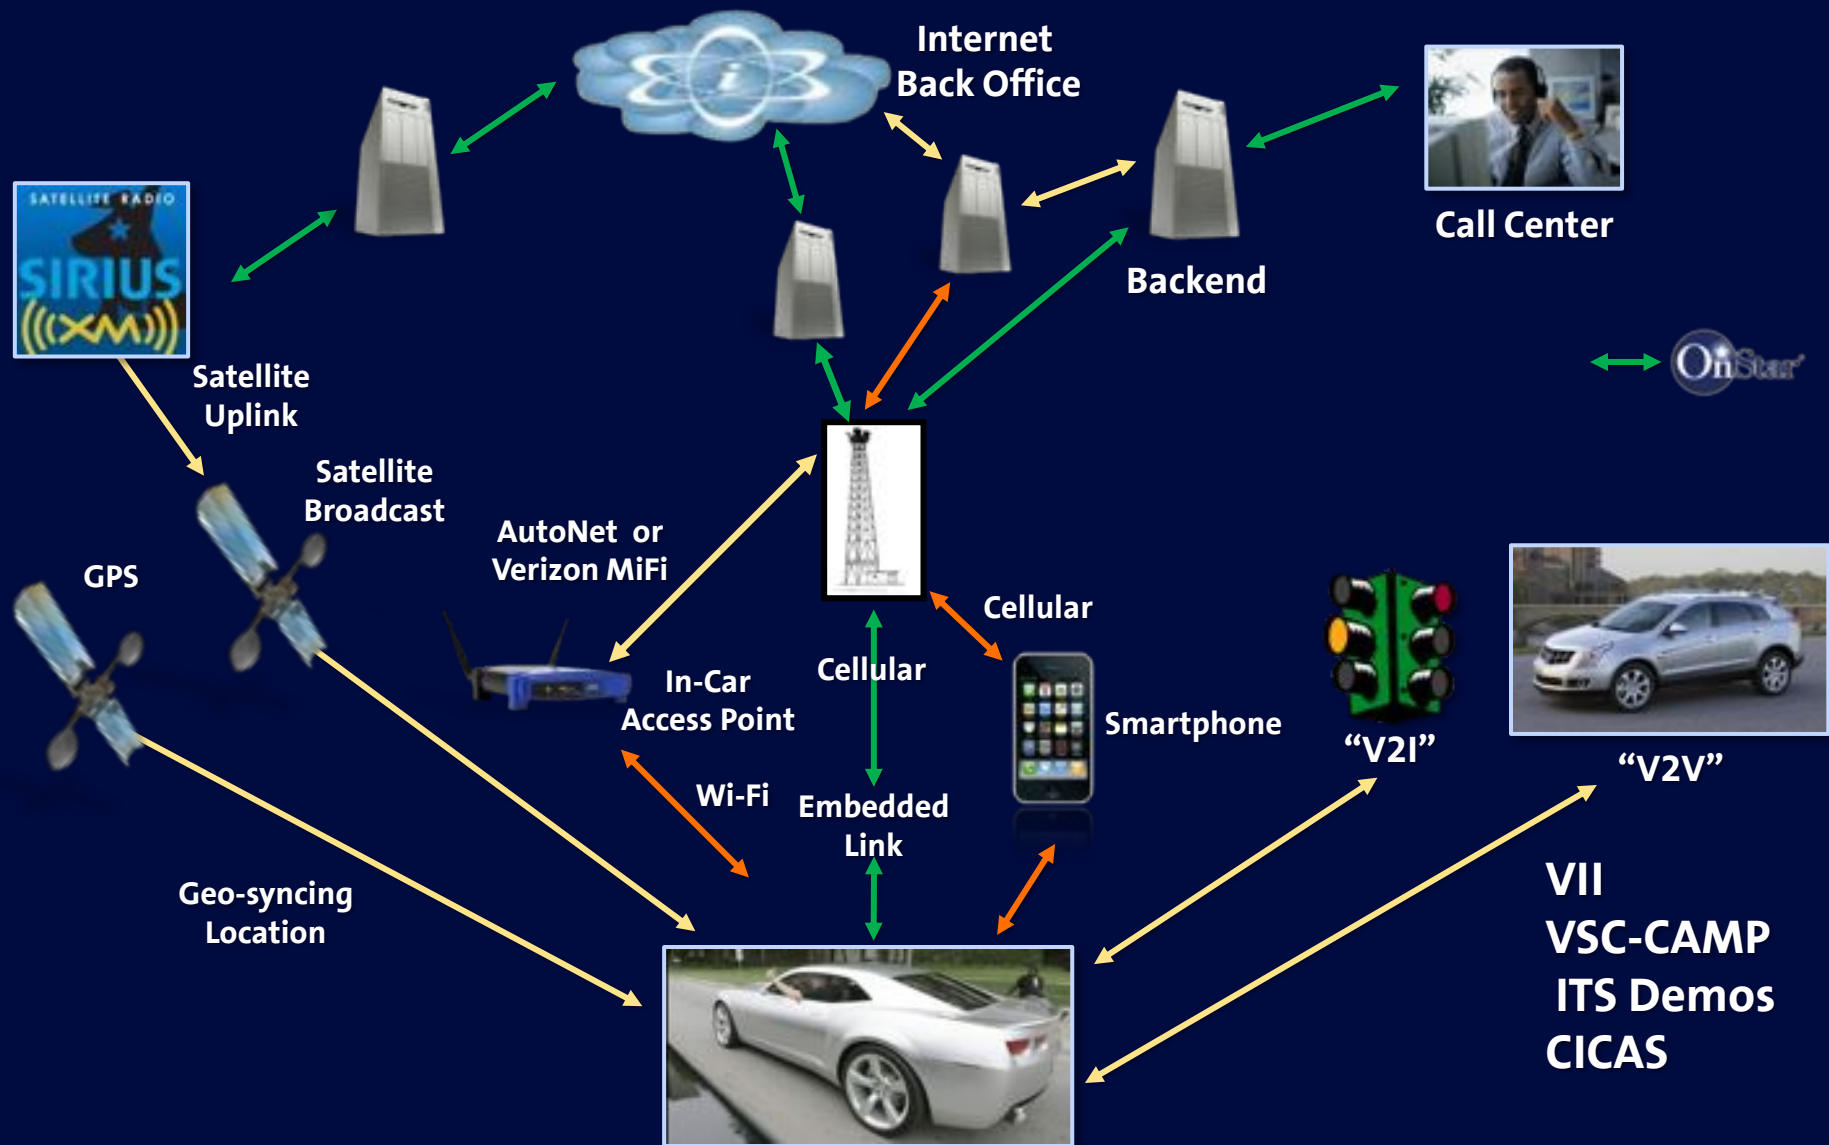 Internet
Back Office
SATELLITE RADIO
SIRIUS
((XM))
Call Center
Backend
OnStar
Satellite
Uplink
Satellite
Broadcast
GPS
AutoNet or
Verizon MiFi
Cellular
Cellular
In-Car
Access Point
Smartphone
"V2I"
"V2V"
Wi-Fi
Embedded
Link
Geo-syncing
Location
VII
VSC-CAMP
ITS Demos
CICAS